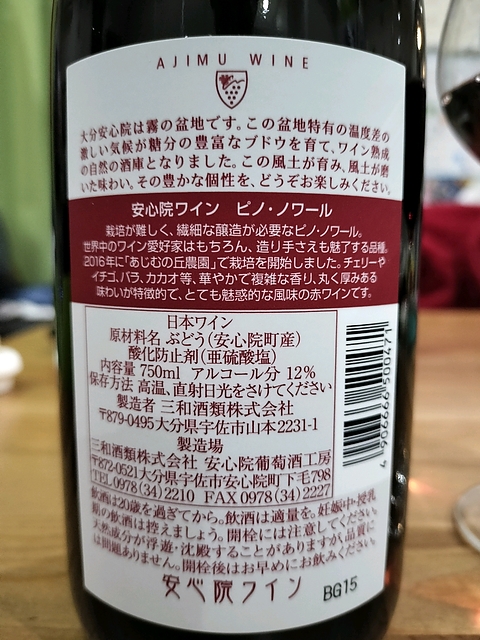 AJIMU WINE
大分安心院は霧の盆地です。この盆地特有の温度差の
激しい気候が糖分の豊富なブドウを育て、ワイン熟成
の自然の酒庫となりました。この風土が育み、風土が磨
いた味わい。その豊かな個性を、どうぞお楽しみください。
安心院ワイン ピノ・ノワール
栽培が難しく、繊細な醸造が必要なピノ・ノワール。
世界中のワイン愛好家はもちろん、造り手さえも魅了する品種。
2016年に「あじむの丘農園」で栽培を開始しました。チェリーや
イチゴ、バラ、カカオ等、華やかで複雑な香り、丸く厚みある
味わいが特徴的で、とても魅惑的な風味の赤ワインです。
日本ワイン
原材料名 ぶどう(安心院町産)
酸化防止剤(亜硫酸塩)
内容量 750ml アルコール分 12%
保存方法 高温、直射日光をさけてください
製造者 三和酒類株式会社
〒879-0495大分県宇佐市山本2231-1
製造場
三和酒類株式会社 安心院葡萄酒工房
〒872-0521大分県宇佐市安心院町下毛798
TEL 0978(34)2210 FAX 0978(34)2227
4 906666 500471
飲酒は20歳を過ぎてから。飲酒は適量を。妊娠中・授乳
期の飲酒は控えましょう。開栓には注意してください。
天然成分が浮遊・沈殿することがありますが、品質に
は問題ありません。開栓後はお早めにお飲みください。
安心院ワイン
BG15